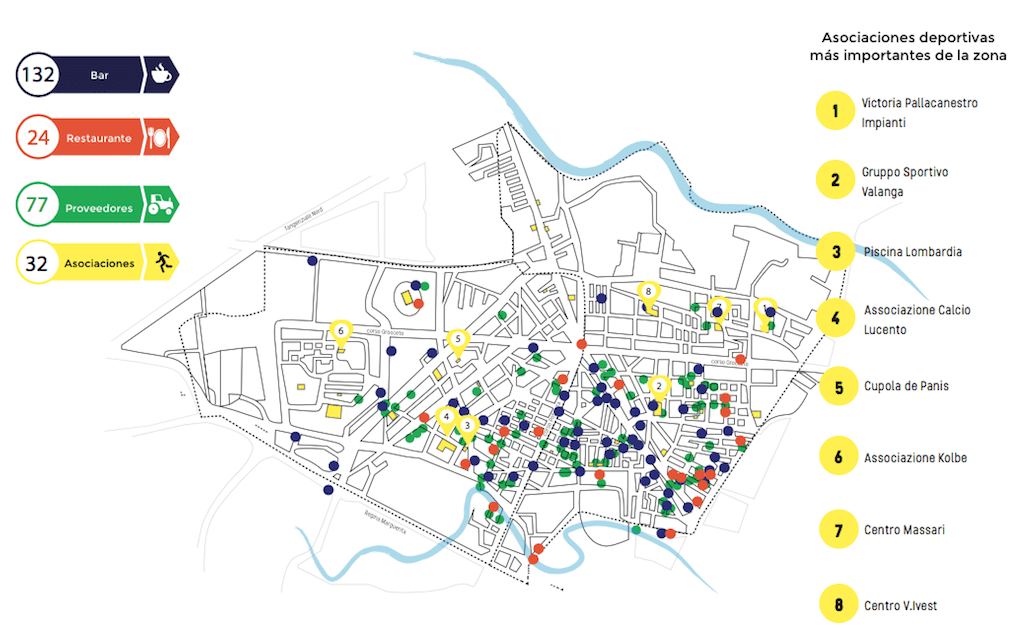 132 Bar
24 Restaurante
77 Proveedores
32 Asociaciones
Asociaciones deportivas
más importantes de la zona
1 Victoria Pallacanestro
Impianti
2 Gruppo Sportivo
Valanga
3 Piscina Lombardia
4 Associazione Calcio
Lucento
5 Cupola de Panis
6 Associazione Kolbe
7 Centro Massari
8 Centro V.Ivest
Tangenziale Nord
8
7
1
6
corso Grosseto
5
corso Grosseto
2
4
3
Regina Margherita